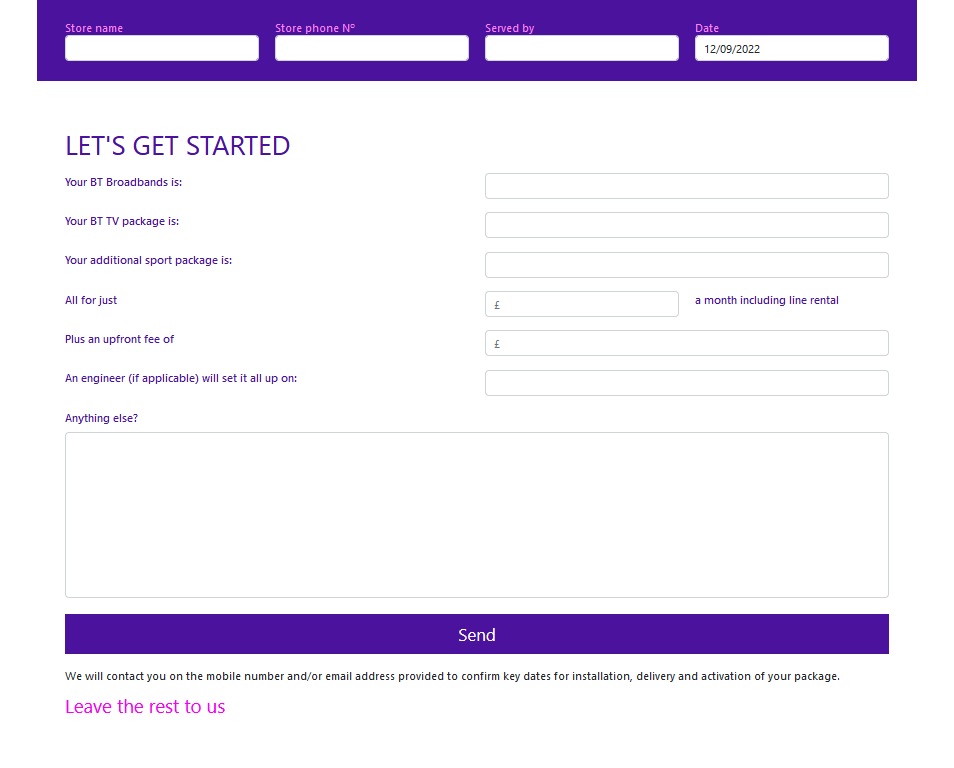 Store name Store phone Nº Served by Date
12/09/2022
LET'S GET STARTED
Your BT Broadbands is:
Your BT TV package is:
Your additional sport package is:
All for just £ a month including line rental
Plus an upfront fee of £
An engineer (if applicable) will set it all up on:
Anything else?
Send
We will contact you on the mobile number and/or email address provided to confirm key dates for installation, delivery and activation of your package.
Leave the rest to us